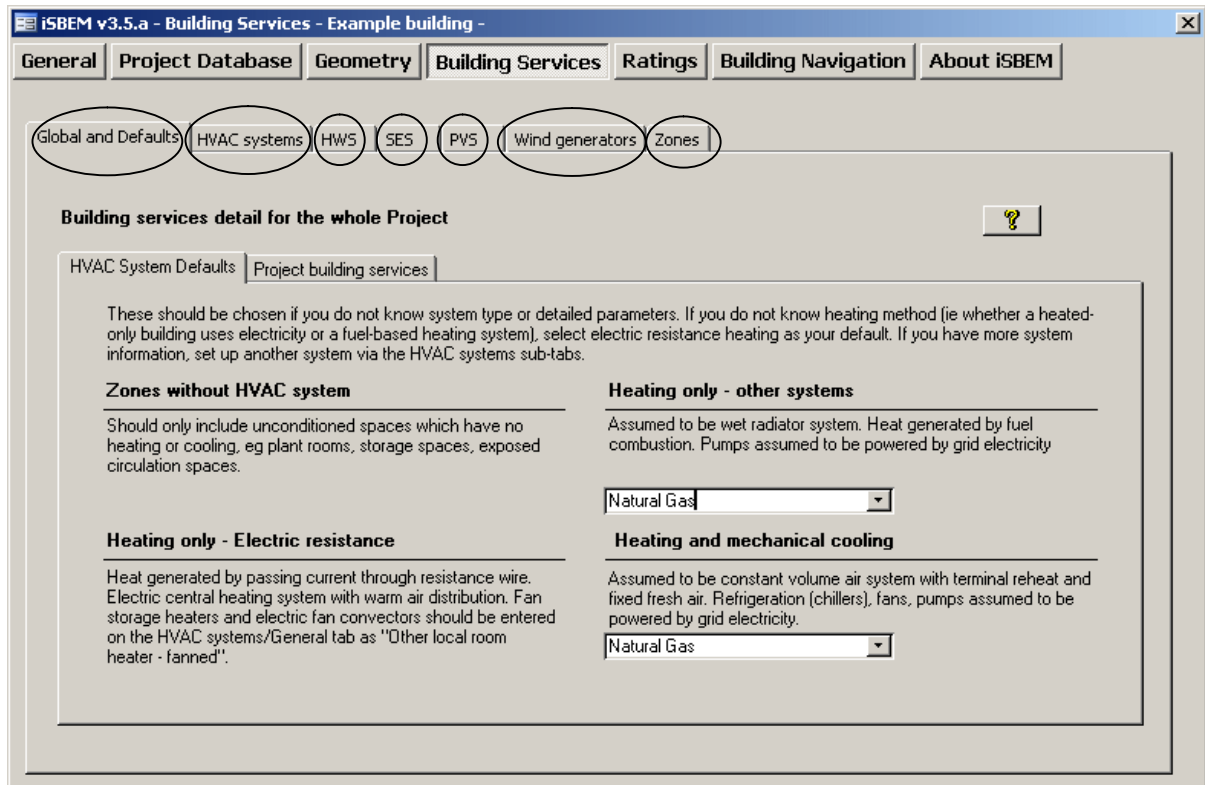 iSBEM v3.5.a - Building Services - Example building -
General Project Database Geometry Building Services Ratings Building Navigation About iSBEM
Global and Defaults HVAC systems HWS SES PVS Wind generators Zones
Building services detail for the whole Project
?
HVAC System Defaults Project building services
These should be chosen if you do not know system type or detailed parameters. If you do not know heating method (ie whether a heated-
only building uses electricity or a fuel-based heating system), select electric resistance heating as your default. If you have more system
information, set up another system via the HVAC systems sub-tabs.
Zones without HVAC system
Should only include unconditioned spaces which have no
heating or cooling, eg plant rooms, storage spaces, exposed
circulation spaces.
Heating only - other systems
Assumed to be wet radiator system. Heat generated by fuel
combustion. Pumps assumed to be powered by grid electricity
Natural Gas
Heating only - Electric resistance
Heat generated by passing current through resistance wire.
Electric central heating system with warm air distribution. Fan
storage heaters and electric fan convectors should be entered
on the HVAC systems/General tab as "Other local room
heater - fanned".
Heating and mechanical cooling
Assumed to be constant volume air system with terminal reheat and
fixed fresh air. Refrigeration (chillers), fans, pumps assumed to be
powered by grid electricity.
Natural Gas